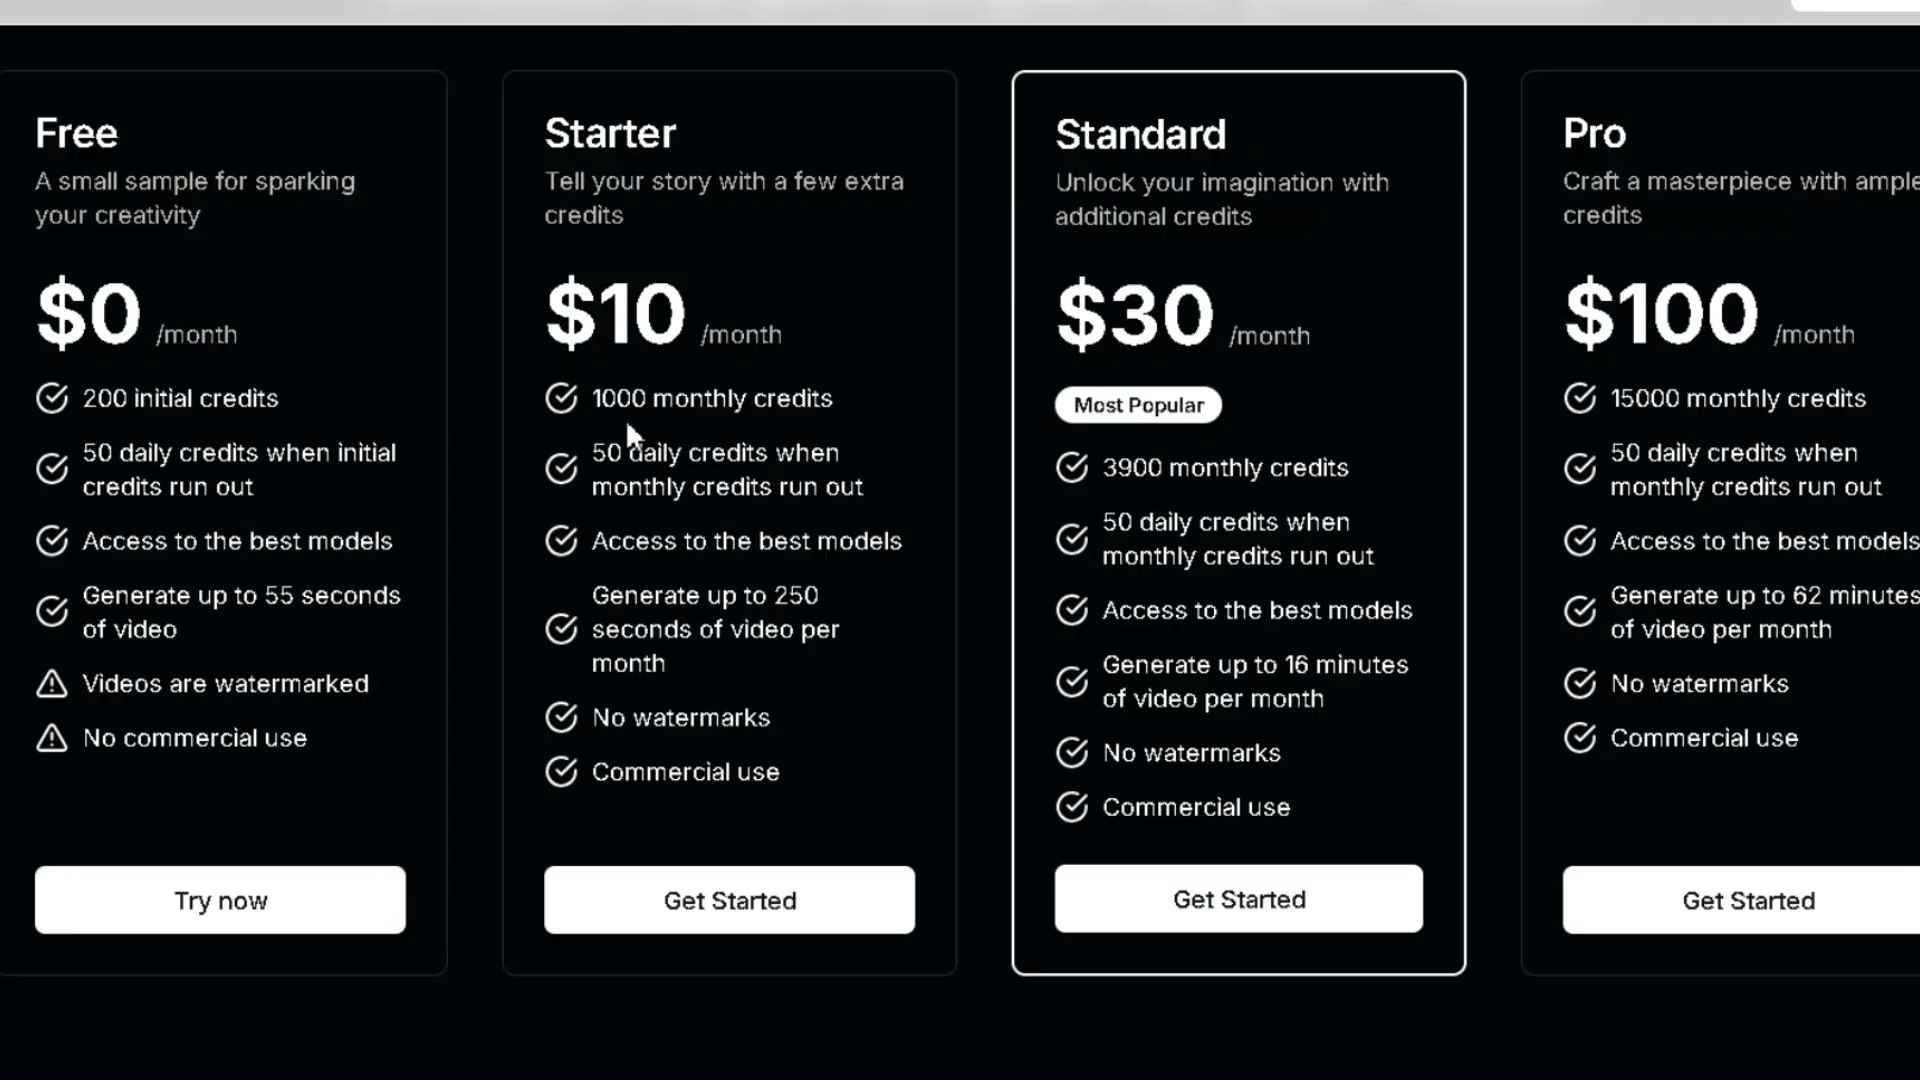 Free
A small sample for sparking
your creativity
$0 /month
200 initial credits
50 daily credits when initial
credits run out
Access to the best models
Generate up to 55 seconds
of video
Videos are watermarked
No commercial use
Try now
Starter
Tell your story with a few extra
credits
$10 /month
1000 monthly credits
50 daily credits when
monthly credits run out
Access to the best models
Generate up to 250
seconds of video per
month
No watermarks
Commercial use
Get Started
Standard
Unlock your imagination with
additional credits
$30 /month
Most Popular
3900 monthly credits
50 daily credits when
monthly credits run out
Access to the best models
Generate up to 16 minutes
of video per month
No watermarks
Commercial use
Get Started
Pro
Craft a masterpiece with ample
credits
$100 /month
15000 monthly credits
50 daily credits when
monthly credits run out
Access to the best models
Generate up to 62 minutes
of video per month
No watermarks
Commercial use
Get Started